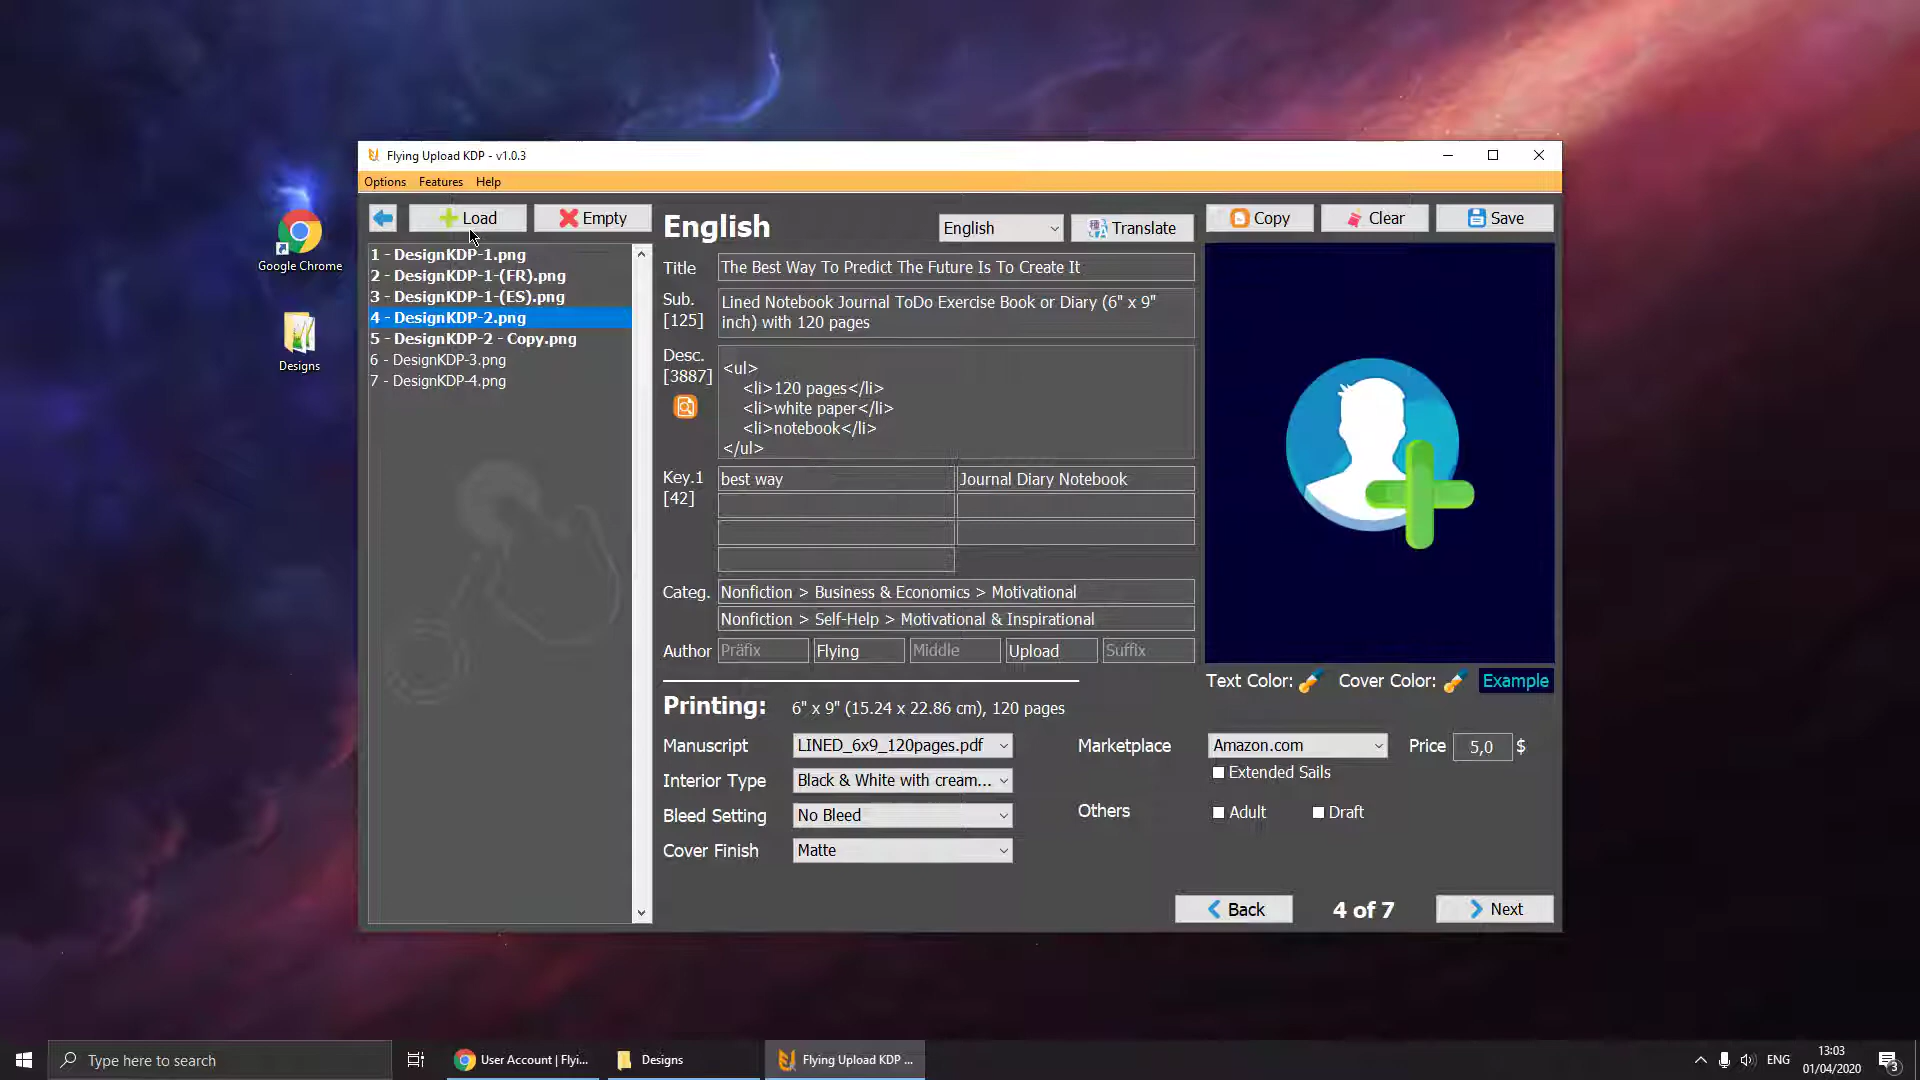 Flying Upload KDP - v1.0.3
Options Features Help
Load Empty
English
English Translate
Copy Clear Save
Google Chrome
Designs
1 - DesignKDP-1.png
2 - DesignKDP-1-(FR).png
3 - DesignKDP-1-(ES).png
4 - DesignKDP-2.png
5 - DesignKDP-2 - Copy.png
6 - DesignKDP-3.png
7 - DesignKDP-4.png
Title The Best Way To Predict The Future Is To Create It
Sub. Lined Notebook Journal ToDo Exercise Book or Diary (6" x 9"
[125] inch) with 120 pages
Desc.
[3887]
<ul>
<li>120 pages</li>
<li>white paper</li>
<li>notebook</li>
</ul>
Key.1 best way Journal Diary Notebook
[42]
Categ. Nonfiction > Business & Economics > Motivational
Nonfiction > Self-Help > Motivational & Inspirational
Author Präfix Flying Middle Upload Suffix
Text Color: Cover Color: Example
Printing: 6" x 9" (15.24 x 22.86 cm), 120 pages
Manuscript LINED_6x9_120pages.pdf
Interior Type Black & White with cream...
Bleed Setting No Bleed
Cover Finish Matte
Marketplace Amazon.com Price 5,0 $
Extended Sails
Others Adult Draft
Back 4 of 7 Next
Type here to search
User Account | Flyi...
Designs
Flying Upload KDP ...
ENG
13:03
01/04/2020
3